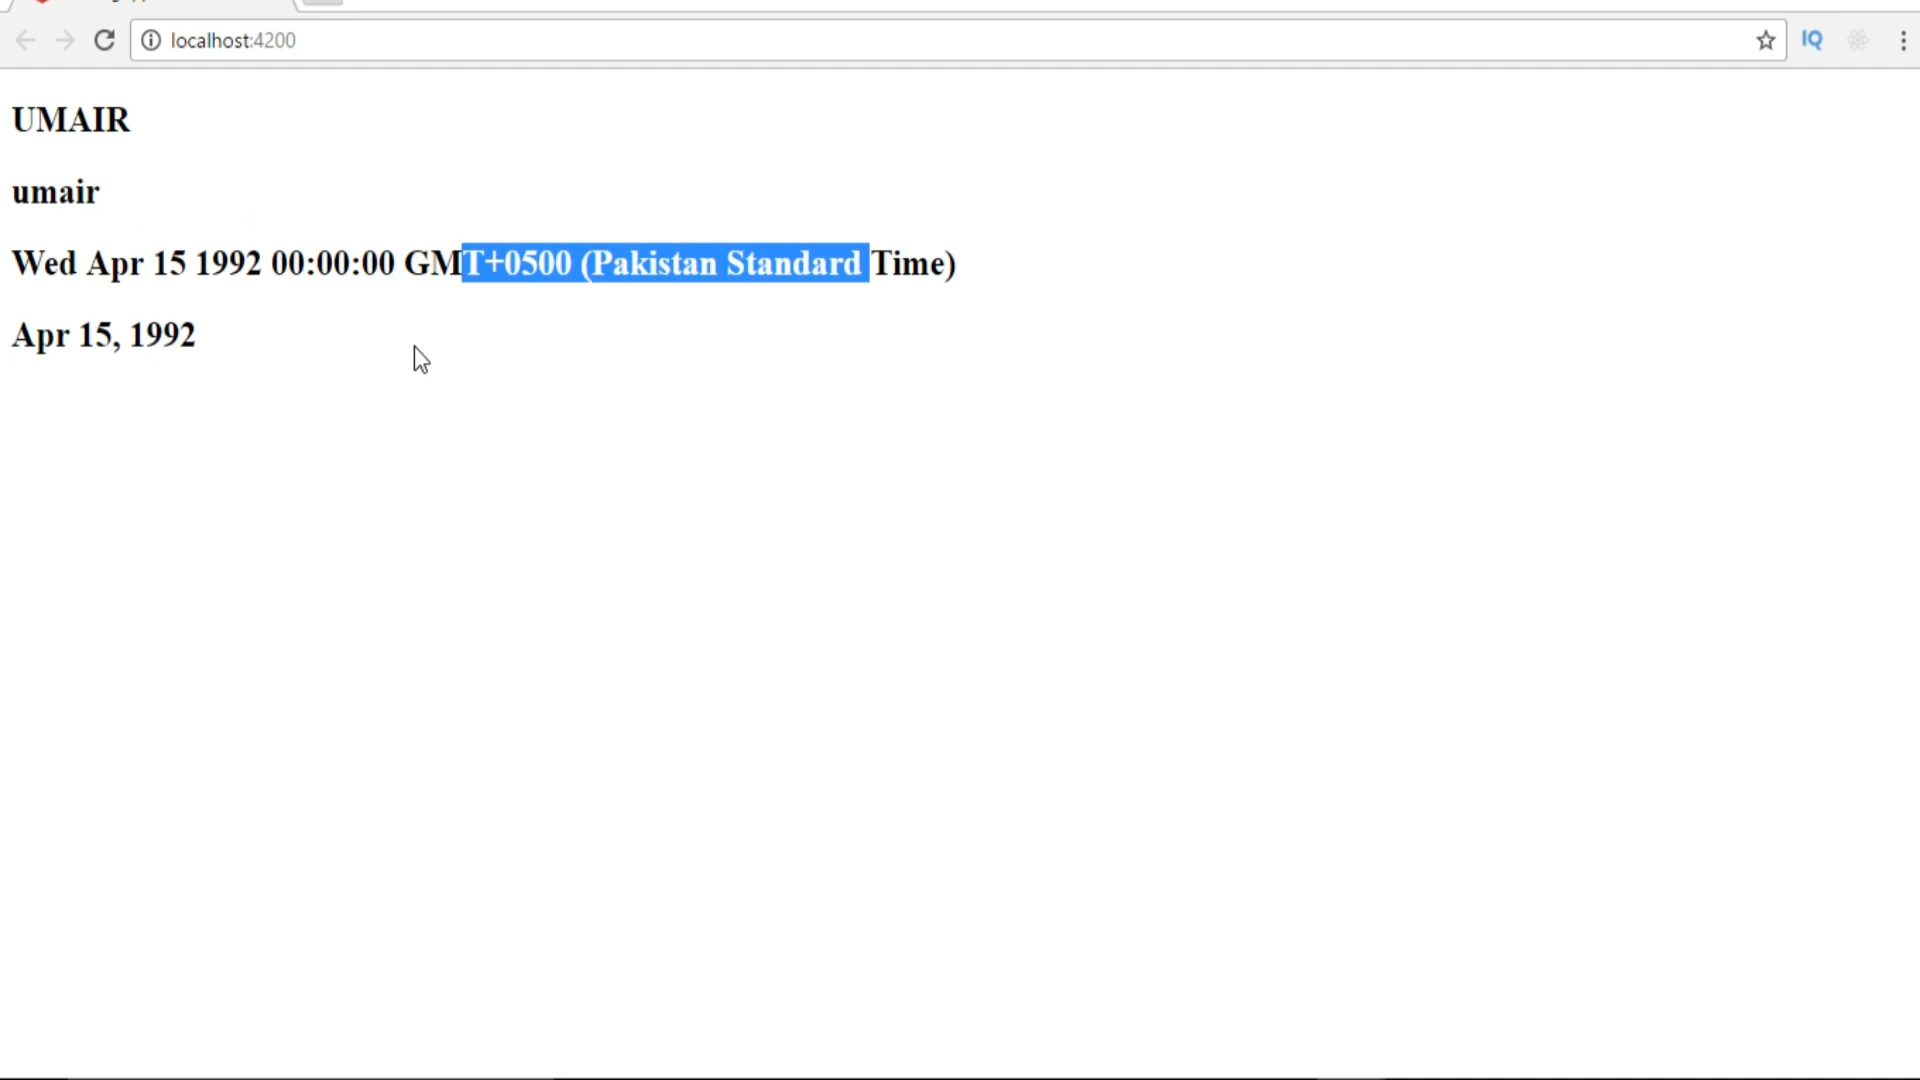 localhost:4200
IQ
UMAIR
umair
Wed Apr 15 1992 00:00:00 GMT+0500 (Pakistan Standard Time)
Apr 15, 1992